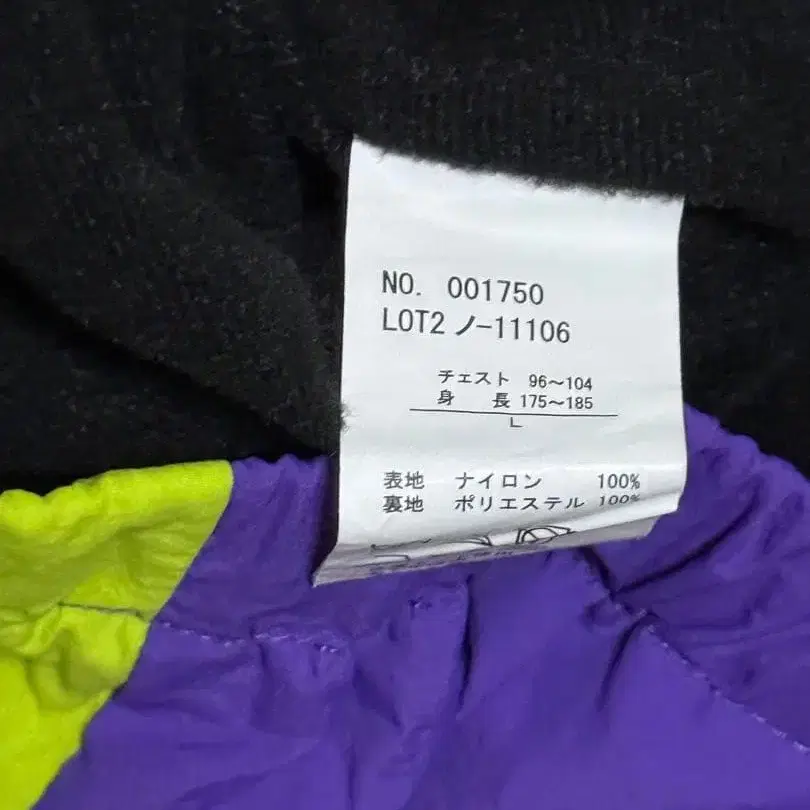 NO. 001750
LOT2 ノ-11106
チェスト 96~104
身 長 175~185
L
表地 ナイロン 100%
裏地 ポリエステル 100%